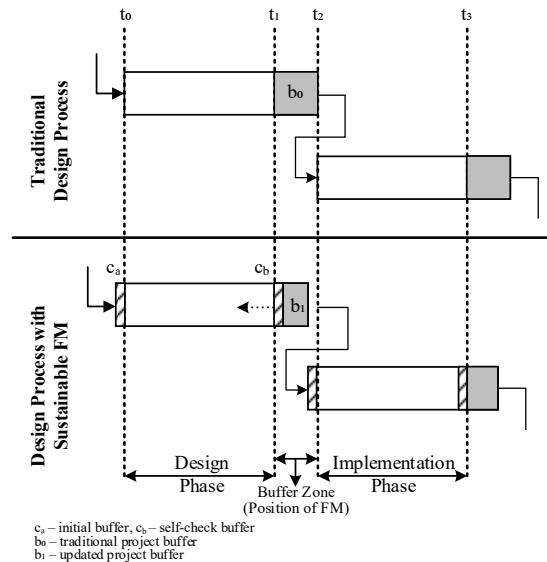 t₀ t₁ t₂ t₃
b₀
Traditional
Design Process
cₐ c_b
b₁
Design Process with
Sustainable FM
Design
Phase
Implementation
Phase
Buffer Zone
(Position of FM)
cₐ – initial buffer, c_b – self-check buffer
b₀ – traditional project buffer
b₁ – updated project buffer